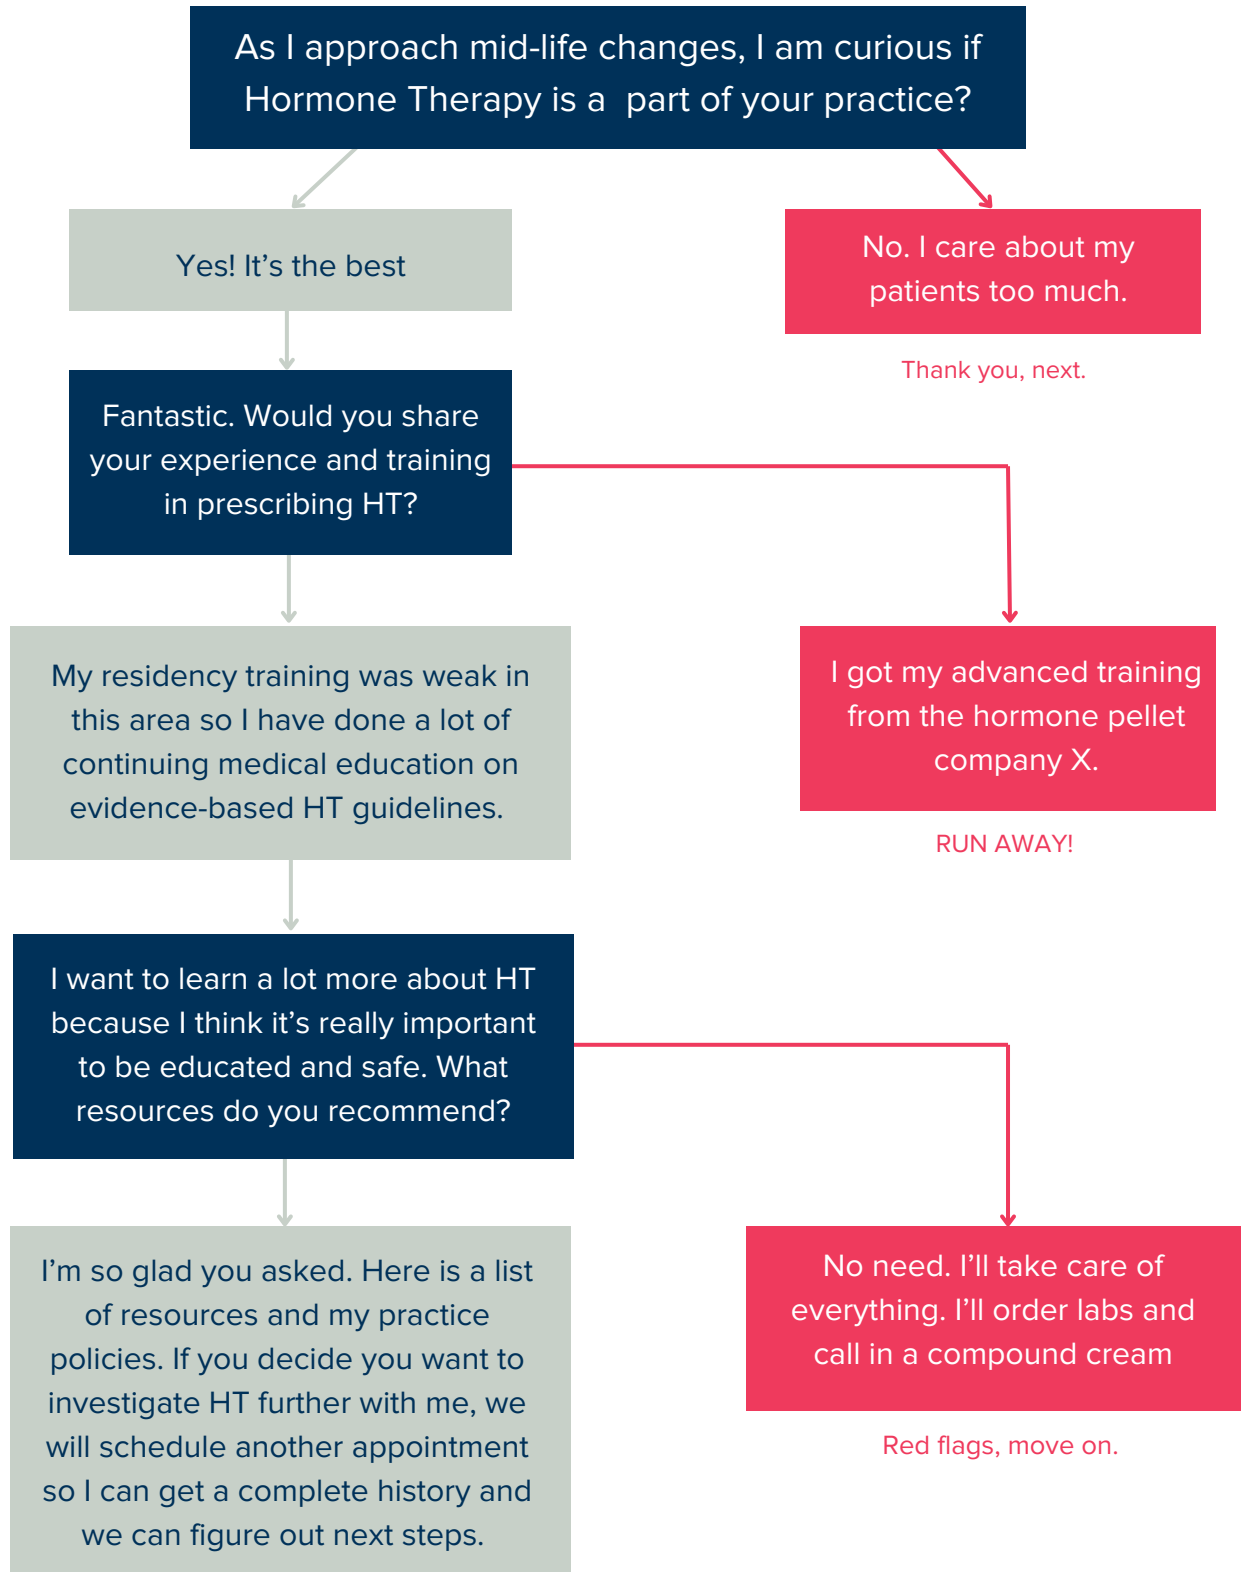 As I approach mid-life changes, I am curious if
Hormone Therapy is a part of your practice?
Yes! It's the best
No. I care about my
patients too much.
Thank you, next.
Fantastic. Would you share
your experience and training
in prescribing HT?
My residency training was weak in
this area so I have done a lot of
continuing medical education on
evidence-based HT guidelines.
I got my advanced training
from the hormone pellet
company X.
RUN AWAY!
I want to learn a lot more about HT
because I think it's really important
to be educated and safe. What
resources do you recommend?
I'm so glad you asked. Here is a list
of resources and my practice
policies. If you decide you want to
investigate HT further with me, we
will schedule another appointment
so I can get a complete history and
we can figure out next steps.
No need. I'll take care of
everything. I'll order labs and
call in a compound cream
Red flags, move on.